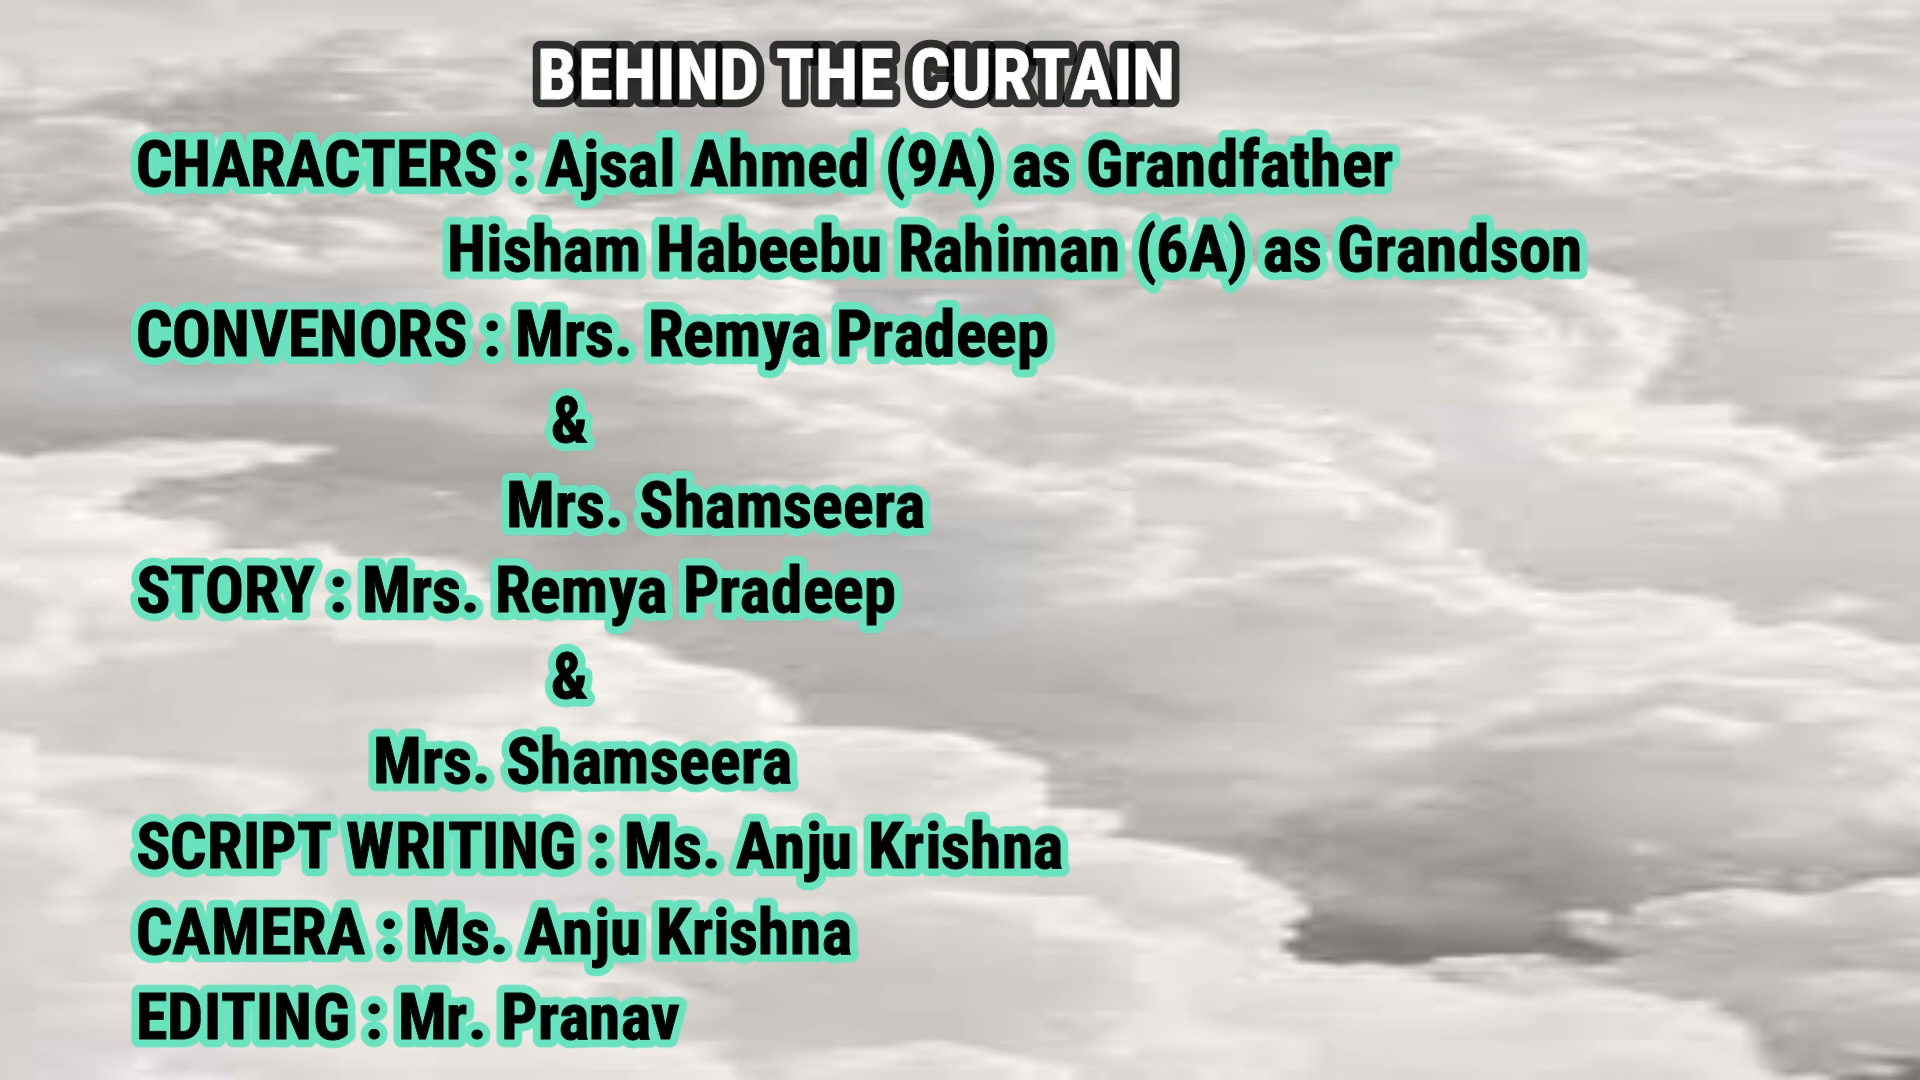 BEHIND THE CURTAIN
CHARACTERS : Ajsal Ahmed (9A) as Grandfather
Hisham Habeebu Rahiman (6A) as Grandson
CONVENORS : Mrs. Remya Pradeep
&
Mrs. Shamseera
STORY : Mrs. Remya Pradeep
&
Mrs. Shamseera
SCRIPT WRITING : Ms. Anju Krishna
CAMERA : Ms. Anju Krishna
EDITING : Mr. Pranav